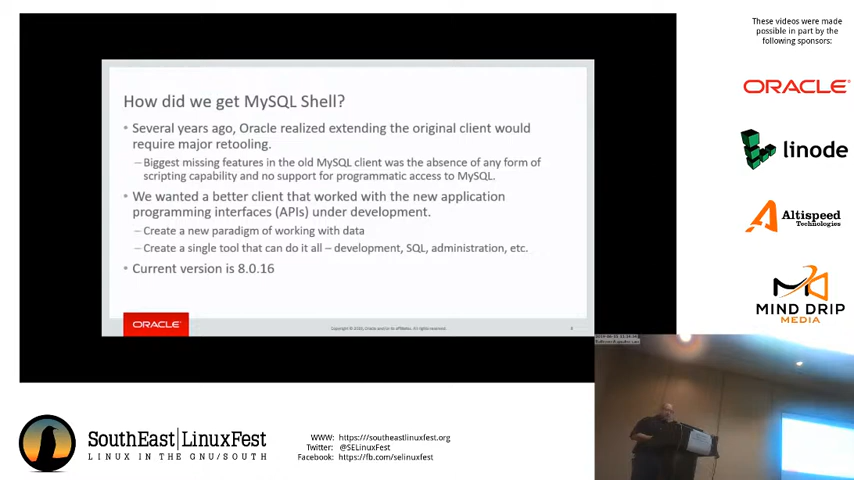 These videos were made
possible in part by the
following sponsors:
ORACLE
linode
Altispeed
Technologies
MIND DRIP
MEDIA
How did we get MySQL Shell?
• Several years ago, Oracle realized extending the original client would
require major retooling.
–Biggest missing features in the old MySQL client was the absence of any form of
scripting capability and no support for programmatic access to MySQL.
• We wanted a better client that worked with the new application
programming interfaces (APIs) under development.
–Create a new paradigm of working with data
–Create a single tool that can do it all – development, SQL, administration, etc.
• Current version is 8.0.16
ORACLE
SouthEast|LinuxFest
LINUX IN THE GNU/SOUTH
WWW: https:///southeastlinuxfest.org
Twitter: @SELinuxFest
Facebook: https://fb.com/selinuxfest